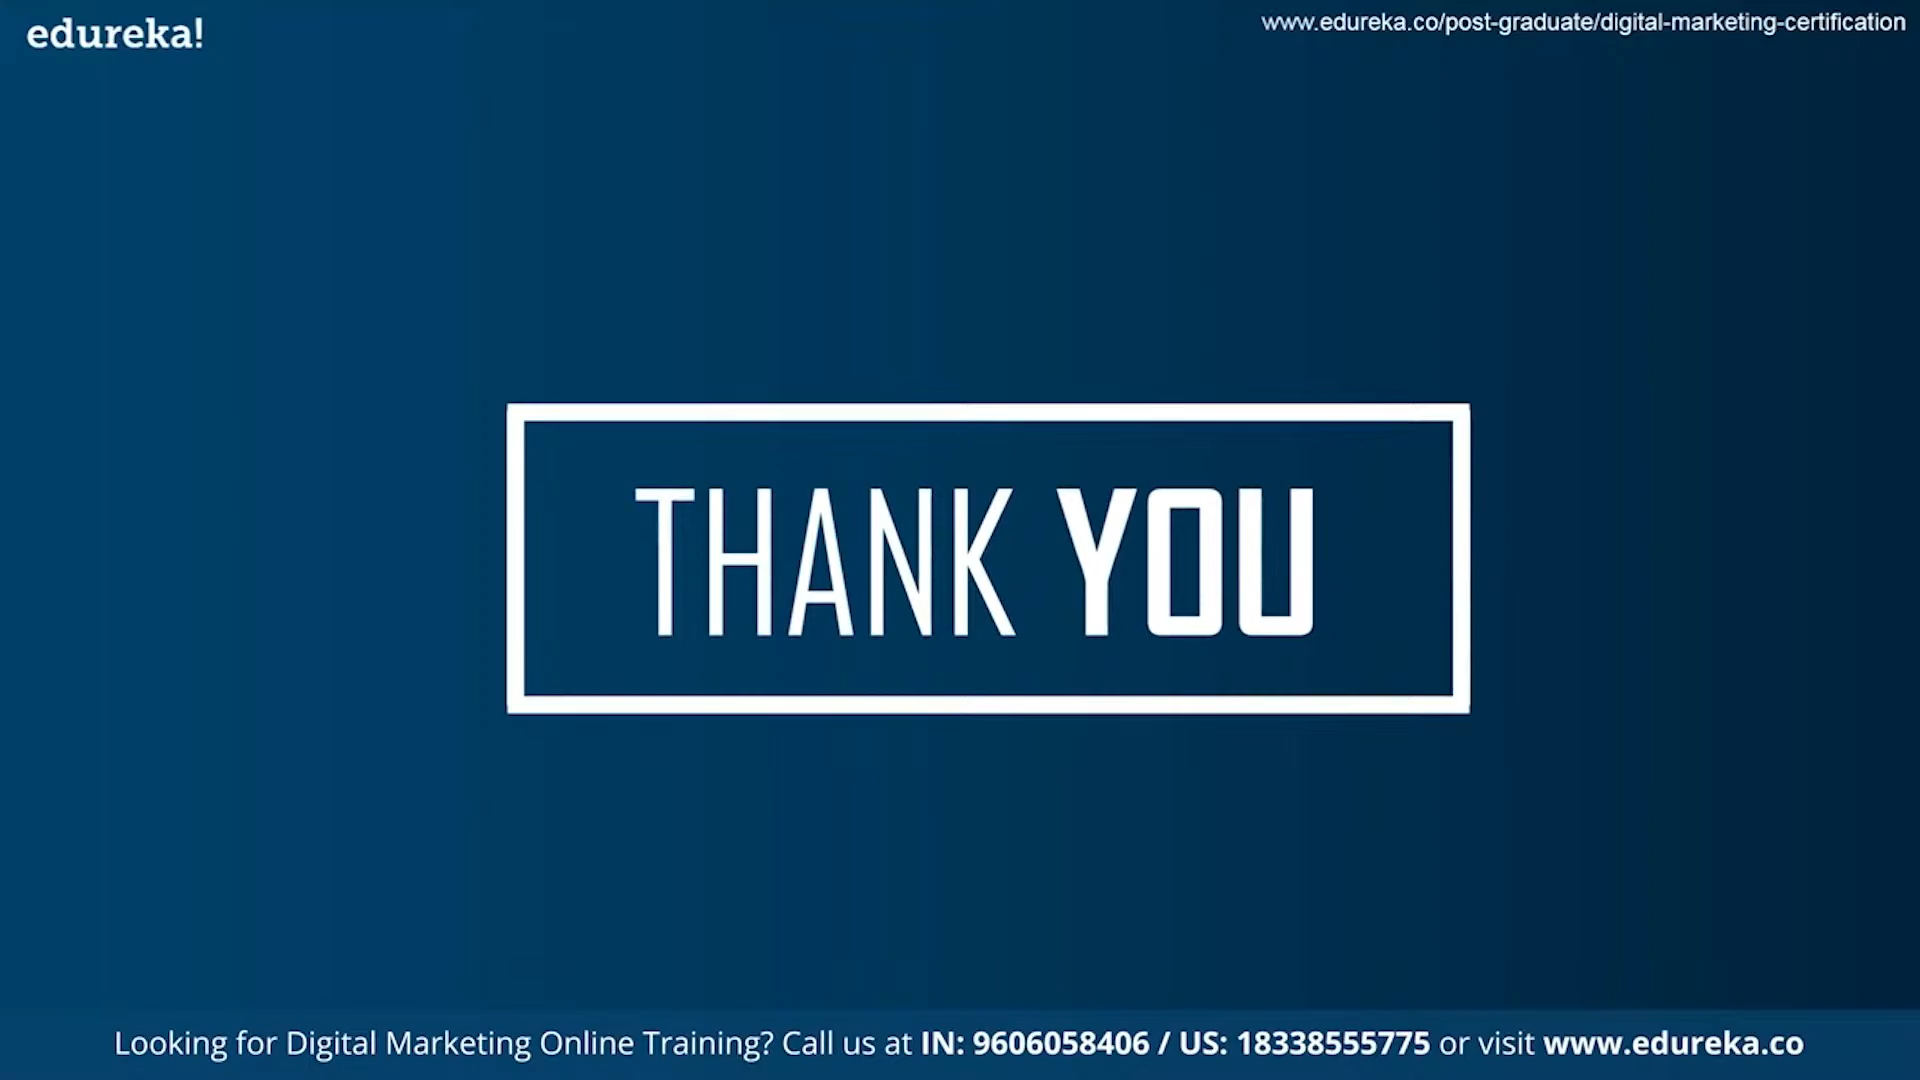 edureka!
www.edureka.co/post-graduate/digital-marketing-certification
THANK YOU
Looking for Digital Marketing Online Training? Call us at IN: 9606058406 / US: 18338555775 or visit www.edureka.co